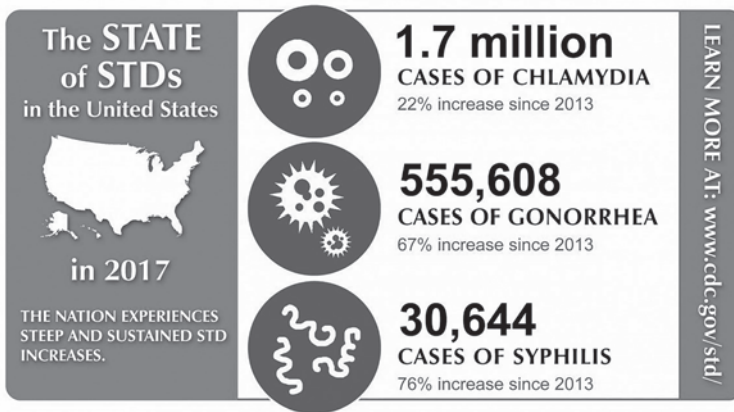 The STATE
of STDs
in the United States
in 2017
THE NATION EXPERIENCES
STEEP AND SUSTAINED STD
INCREASES.
1.7 million
CASES OF CHLAMYDIA
22% increase since 2013
555,608
CASES OF GONORRHEA
67% increase since 2013
30,644
CASES OF SYPHILIS
76% increase since 2013
LEARN MORE AT: www.cdc.gov/std/